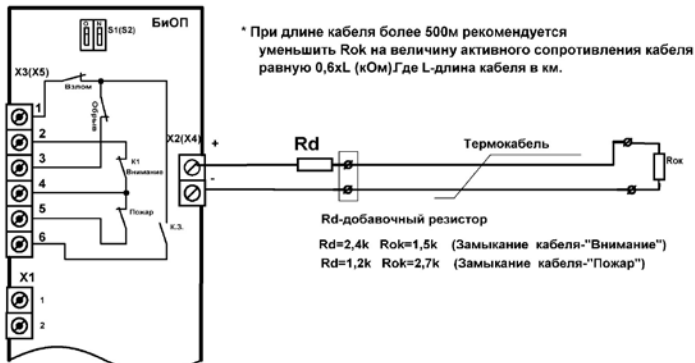 БиОП
S1(S2)
* При длине кабеля более 500м рекомендуется
уменьшить Rok на величину активного сопротивления кабеля
равную 0,6xL (кОм).Где L-длина кабеля в км.
X3(X5)
Взлом
Обрыв
1
2
3
4
5
6
К1
Внимание
Пожар
К.З.
X2(X4)
+
-
Rd
Термокабель
Rок
Rd-добавочный резистор
Rd=2,4k Rok=1,5k (Замыкание кабеля-"Внимание")
Rd=1,2k Rok=2,7k (Замыкание кабеля-"Пожар")
X1
1
2